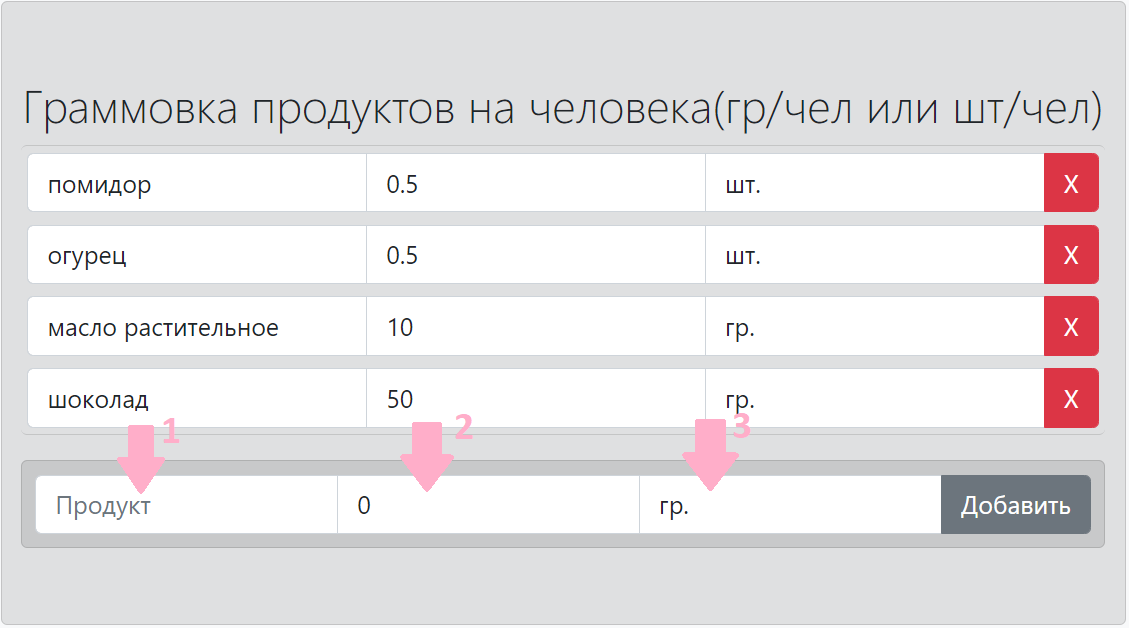 Граммовка продуктов на человека(гр/чел или шт/чел)
помидор 0.5 шт. X
огурец 0.5 шт. X
масло растительное 10 гр. X
шоколад 50 гр. X
1 2 3
Продукт 0 гр. Добавить